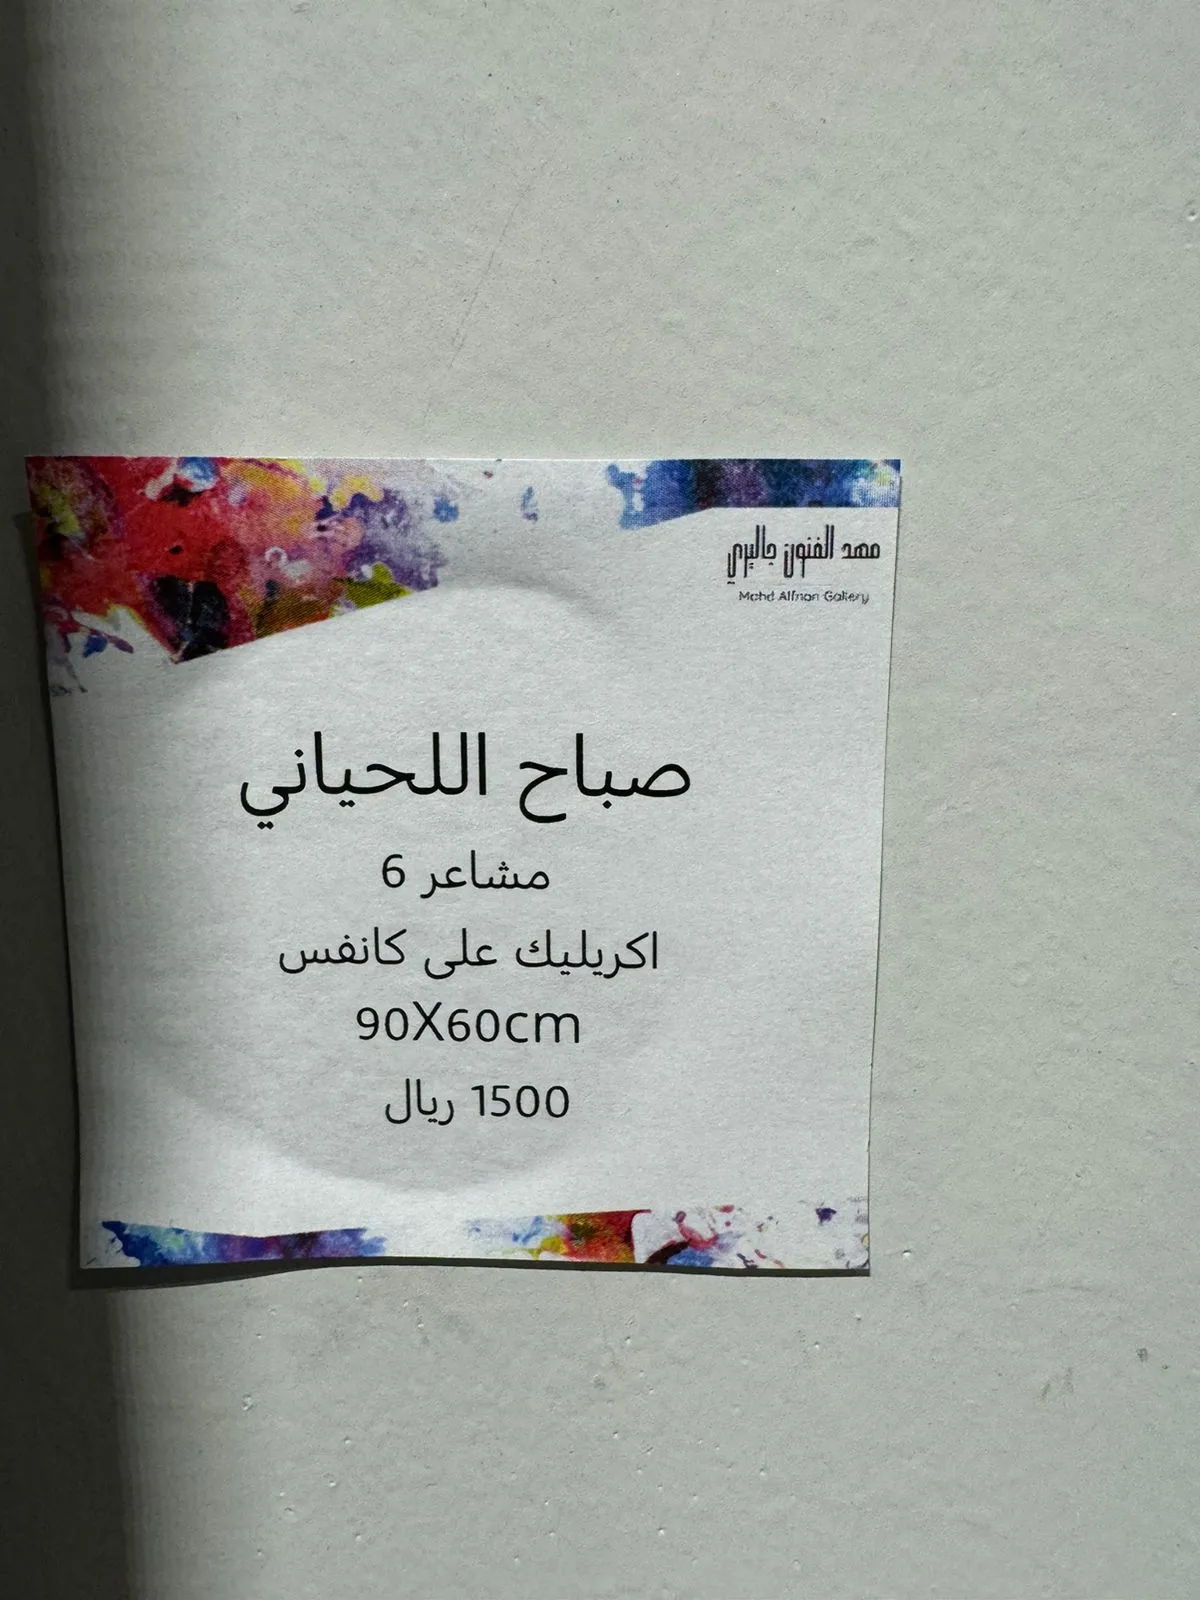 مهد الفنون جاليري
Mahd Alfnon Gallery
صباح اللحياني
مشاعر 6
اكريليك على كانفس
90X60cm
1500 ريال